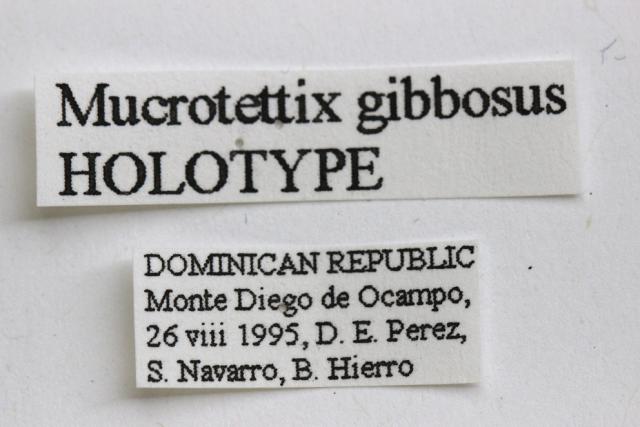 Mucrotettix gibbosus
HOLOTYPE
DOMINICAN REPUBLIC
Monte Diego de Ocampo,
26 viii 1995, D. E. Perez,
S. Navarro, B. Hierro